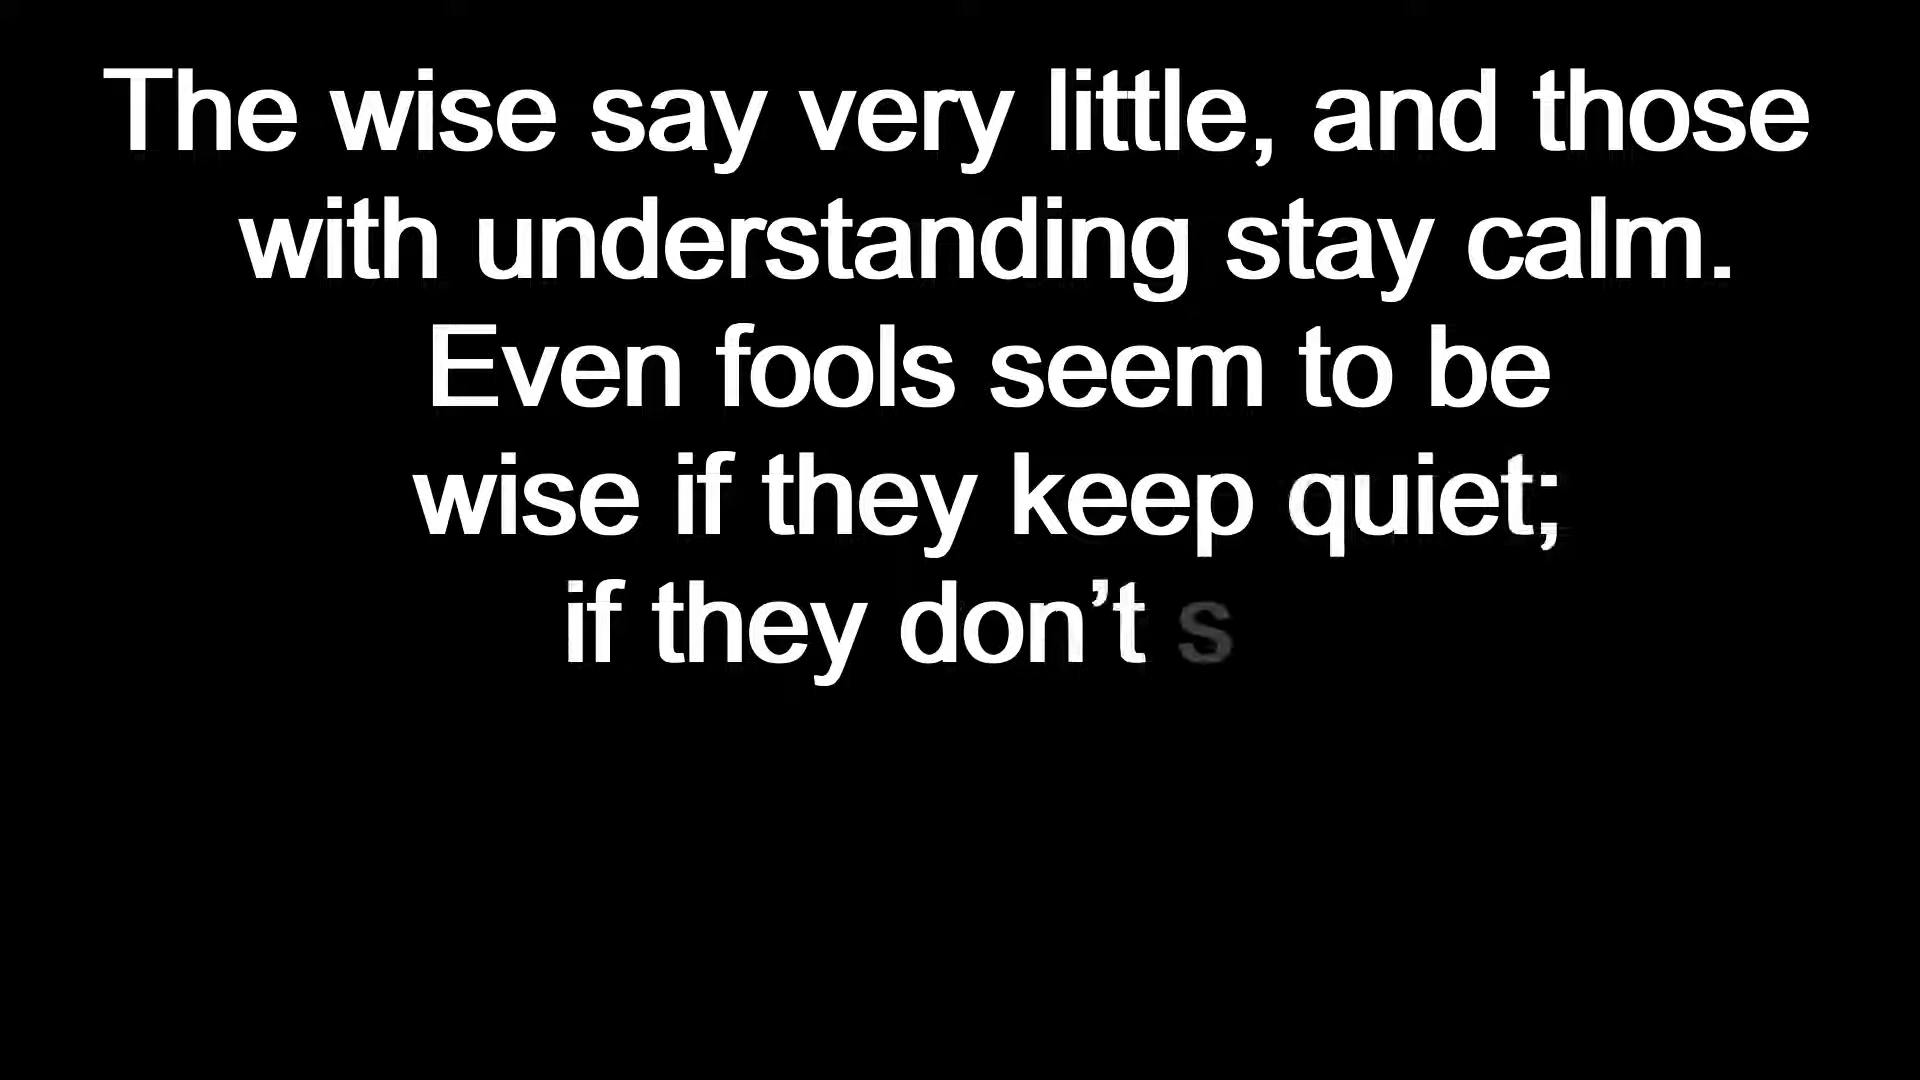 The wise say very little, and those
with understanding stay calm.
Even fools seem to be
wise if they keep quiet;
if they don’t s